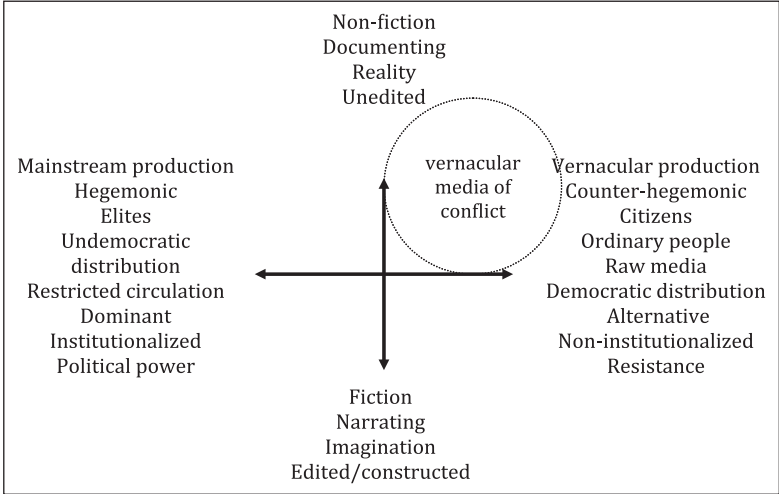 Non-fiction
Documenting
Reality
Unedited
Mainstream production
Hegemonic
Elites
Undemocratic
distribution
Restricted circulation
Dominant
Institutionalized
Political power
vernacular
media of
conflict
Vernacular production
Counter-hegemonic
Citizens
Ordinary people
Raw media
Democratic distribution
Alternative
Non-institutionalized
Resistance
Fiction
Narrating
Imagination
Edited/constructed